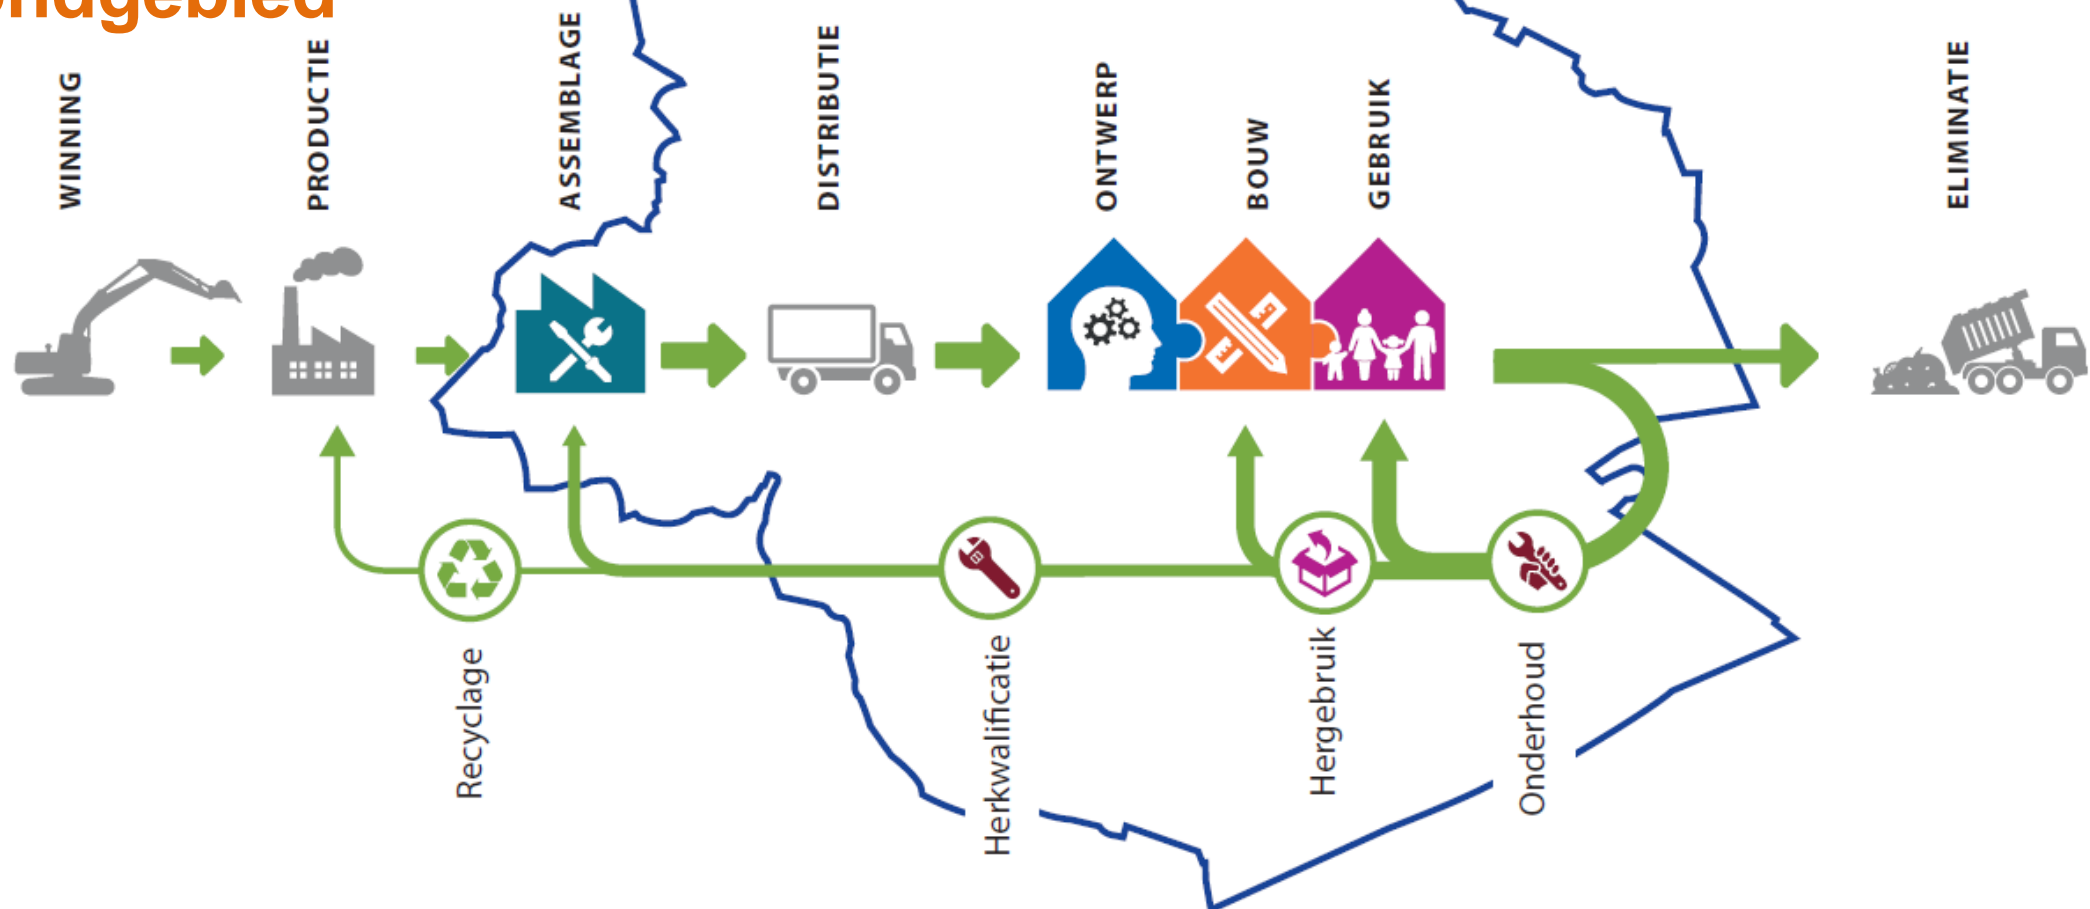 WINNING
PRODUCTIE
ASSEMBLAGE
DISTRIBUTIE
ONTWERP
BOUW
GEBRUIK
ELIMINATIE
Recyclage
Herkwalificatie
Hergebruik
Onderhoud